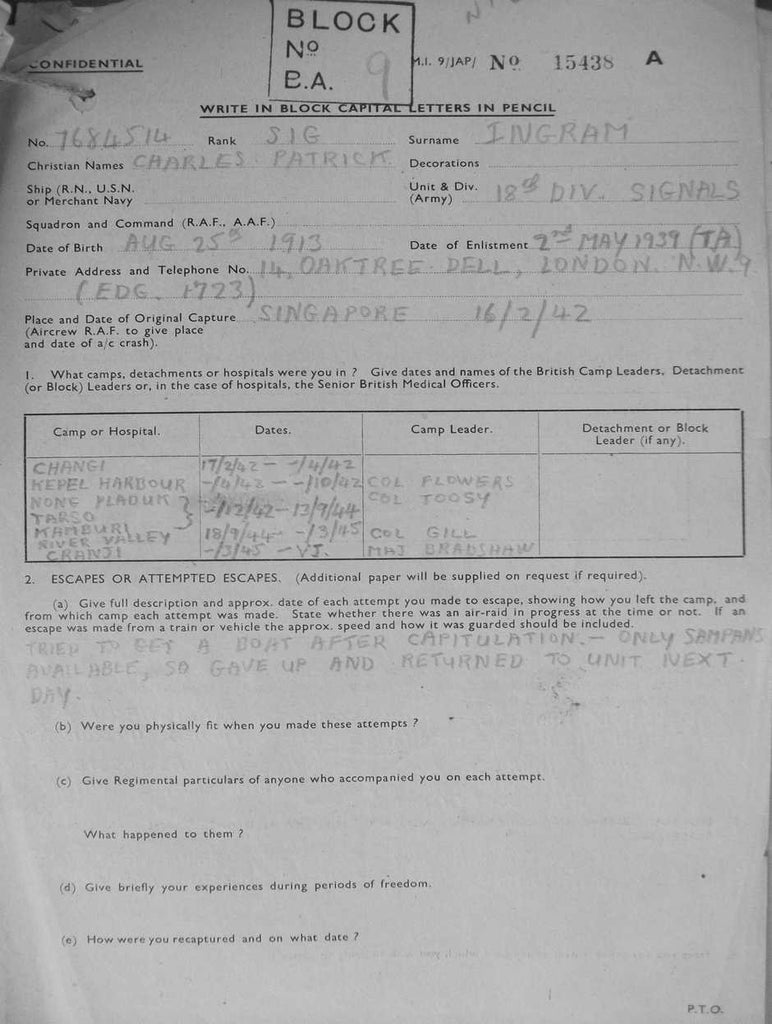 BLOCK
Nº
E.A. 9
CONFIDENTIAL
M.I. 9/JAP/ Nº 15438 A
WRITE IN BLOCK CAPITAL LETTERS IN PENCIL
No. 7684514 Rank SIG Surname INGRAM
Christian Names CHARLES PATRICK Decorations
Ship (R.N., U.S.N.
or Merchant Navy
Unit & Div.
(Army) 18th DIV. SIGNALS
Squadron and Command (R.A.F., A.A.F.)
Date of Birth AUG 25th 1913 Date of Enlistment 2nd MAY 1939 (TA)
Private Address and Telephone No. 14, OAKTREE DELL, LONDON. N.W.9
(EDG. 1723)
Place and Date of Original Capture SINGAPORE 16/2/42
(Aircrew R.A.F. to give place
and date of a/c crash).
1. What camps, detachments or hospitals were you in ? Give dates and names of the British Camp Leaders, Detachment
(or Block) Leaders or, in the case of hospitals, the Senior British Medical Officers.
Camp or Hospital. Dates. Camp Leader. Detachment or Block
Leader (if any).
CHANGI 17/2/42 - -/4/42
KEPEL HARBOUR -/4/42 - -/10/42 COL FLOWERS
NONG PLADUK } -/12/42 - 13/9/44 COL TOOSY
TARSO
KAMBURI
RIVER VALLEY 18/9/44 - -/3/45 COL GILL
CRANJI -/3/45 - VJ. MAJ BRADSHAW
2. ESCAPES OR ATTEMPTED ESCAPES. (Additional paper will be supplied on request if required).
(a) Give full description and approx. date of each attempt you made to escape, showing how you left the camp, and
from which camp each attempt was made. State whether there was an air-raid in progress at the time or not. If an
escape was made from a train or vehicle the approx. speed and how it was guarded should be included.
TRIED TO GET A BOAT AFTER CAPITULATION. - ONLY SAMPANS
AVAILABLE, SO GAVE UP AND RETURNED TO UNIT NEXT
DAY.
(b) Were you physically fit when you made these attempts ?
(c) Give Regimental particulars of anyone who accompanied you on each attempt.
What happened to them ?
(d) Give briefly your experiences during periods of freedom.
(e) How were you recaptured and on what date ?
P.T.O.